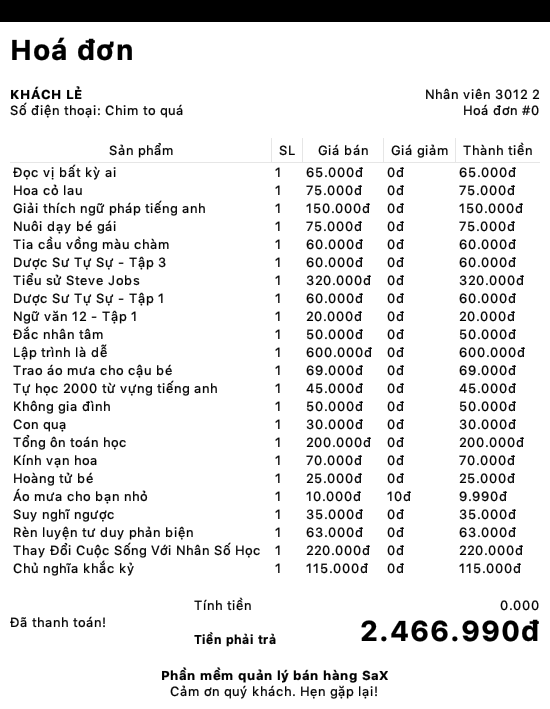 Hoá đơn
KHÁCH LẺ Nhân viên 3012 2
Số điện thoại: Chim to quá Hoá đơn #0
Sản phẩm SL Giá bán Giá giảm Thành tiền
Đọc vị bất kỳ ai 1 65.000đ 0đ 65.000đ
Hoa cỏ lau 1 75.000đ 0đ 75.000đ
Giải thích ngữ pháp tiếng anh 1 150.000đ 0đ 150.000đ
Nuôi dạy bé gái 1 75.000đ 0đ 75.000đ
Tia cầu vồng màu chàm 1 60.000đ 0đ 60.000đ
Dược Sư Tự Sự - Tập 3 1 60.000đ 0đ 60.000đ
Tiểu sử Steve Jobs 1 320.000đ 0đ 320.000đ
Dược Sư Tự Sự - Tập 1 1 60.000đ 0đ 60.000đ
Ngữ văn 12 - Tập 1 1 20.000đ 0đ 20.000đ
Đắc nhân tâm 1 50.000đ 0đ 50.000đ
Lập trình là dễ 1 600.000đ 0đ 600.000đ
Trao áo mưa cho cậu bé 1 69.000đ 0đ 69.000đ
Tự học 2000 từ vựng tiếng anh 1 45.000đ 0đ 45.000đ
Không gia đình 1 50.000đ 0đ 50.000đ
Con quạ 1 30.000đ 0đ 30.000đ
Tổng ôn toán học 1 200.000đ 0đ 200.000đ
Kính vạn hoa 1 70.000đ 0đ 70.000đ
Hoàng tử bé 1 25.000đ 0đ 25.000đ
Áo mưa cho bạn nhỏ 1 10.000đ 10đ 9.990đ
Suy nghĩ ngược 1 35.000đ 0đ 35.000đ
Rèn luyện tư duy phản biện 1 63.000đ 0đ 63.000đ
Thay Đổi Cuộc Sống Với Nhân Số Học 1 220.000đ 0đ 220.000đ
Chủ nghĩa khắc kỷ 1 115.000đ 0đ 115.000đ
Tính tiền 0.000
Đã thanh toán!
Tiền phải trả 2.466.990đ
Phần mềm quản lý bán hàng SaX
Cảm ơn quý khách. Hẹn gặp lại!